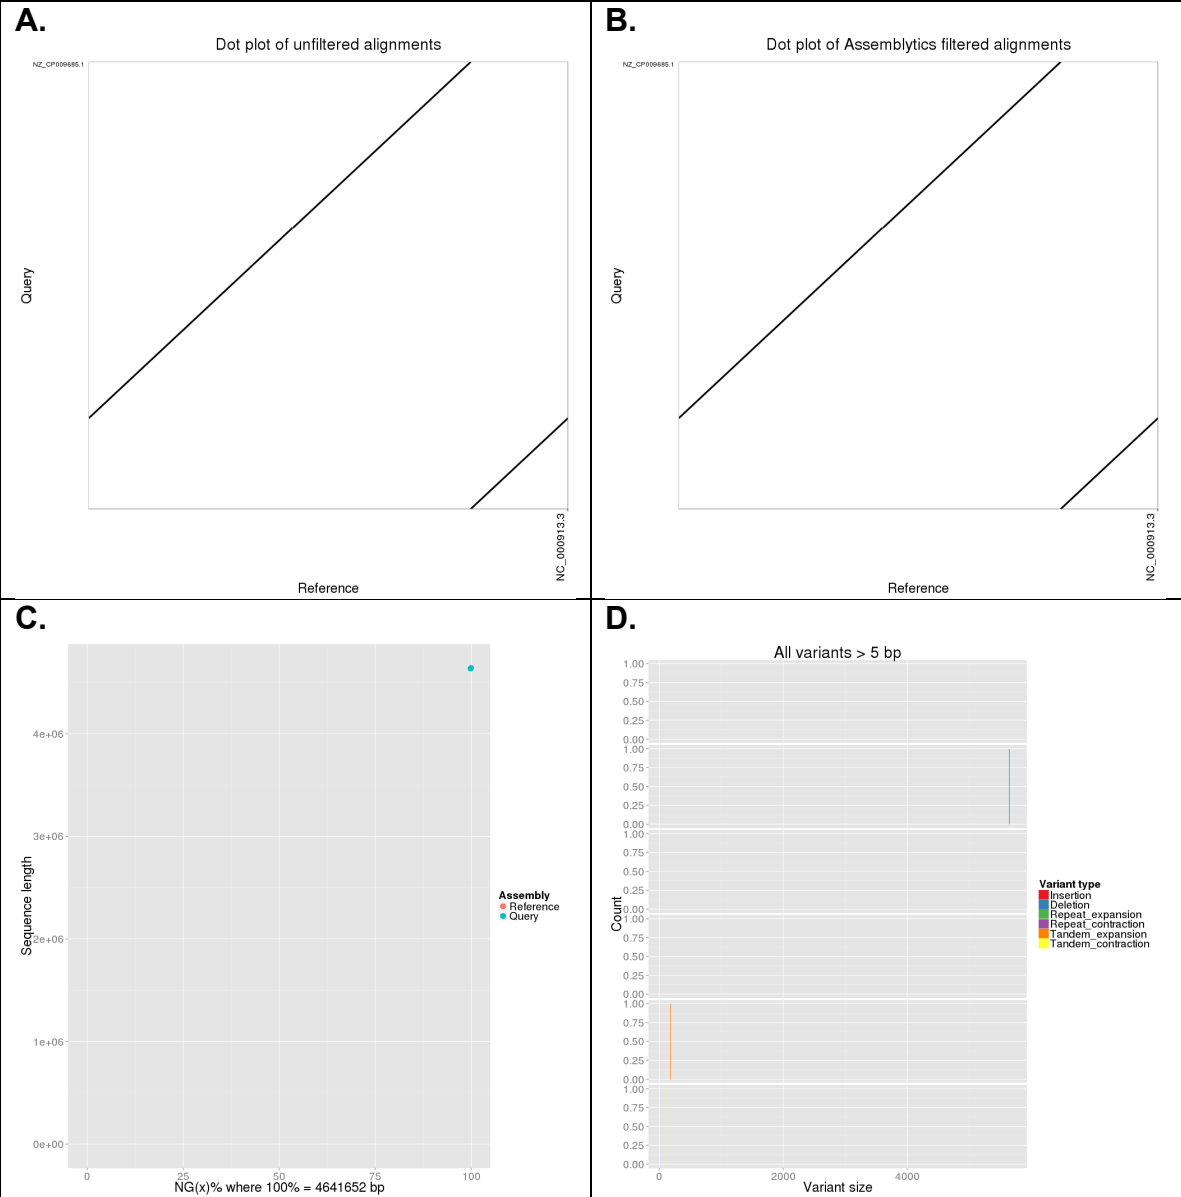 A.
Dot plot of unfiltered alignments
NZ_CP009685.1
Query
NC_000913.3
Reference
B.
Dot plot of Assemblytics filtered alignments
NZ_CP009685.1
Query
NC_000913.3
Reference
C.
Sequence length
4e+06
3e+06
2e+06
1e+06
0e+00
0 25 50 75 100
NG(x)% where 100% = 4641652 bp
Assembly
Reference
Query
D.
All variants > 5 bp
Count
1.00
0.75
0.50
0.25
0.00
1.00
0.75
0.50
0.25
0.00
1.00
0.75
0.50
0.25
0.00
1.00
0.75
0.50
0.25
0.00
1.00
0.75
0.50
0.25
0.00
1.00
0.75
0.50
0.25
0.00
0 2000 4000
Variant size
Variant type
Insertion
Deletion
Repeat_expansion
Repeat_contraction
Tandem_expansion
Tandem_contraction